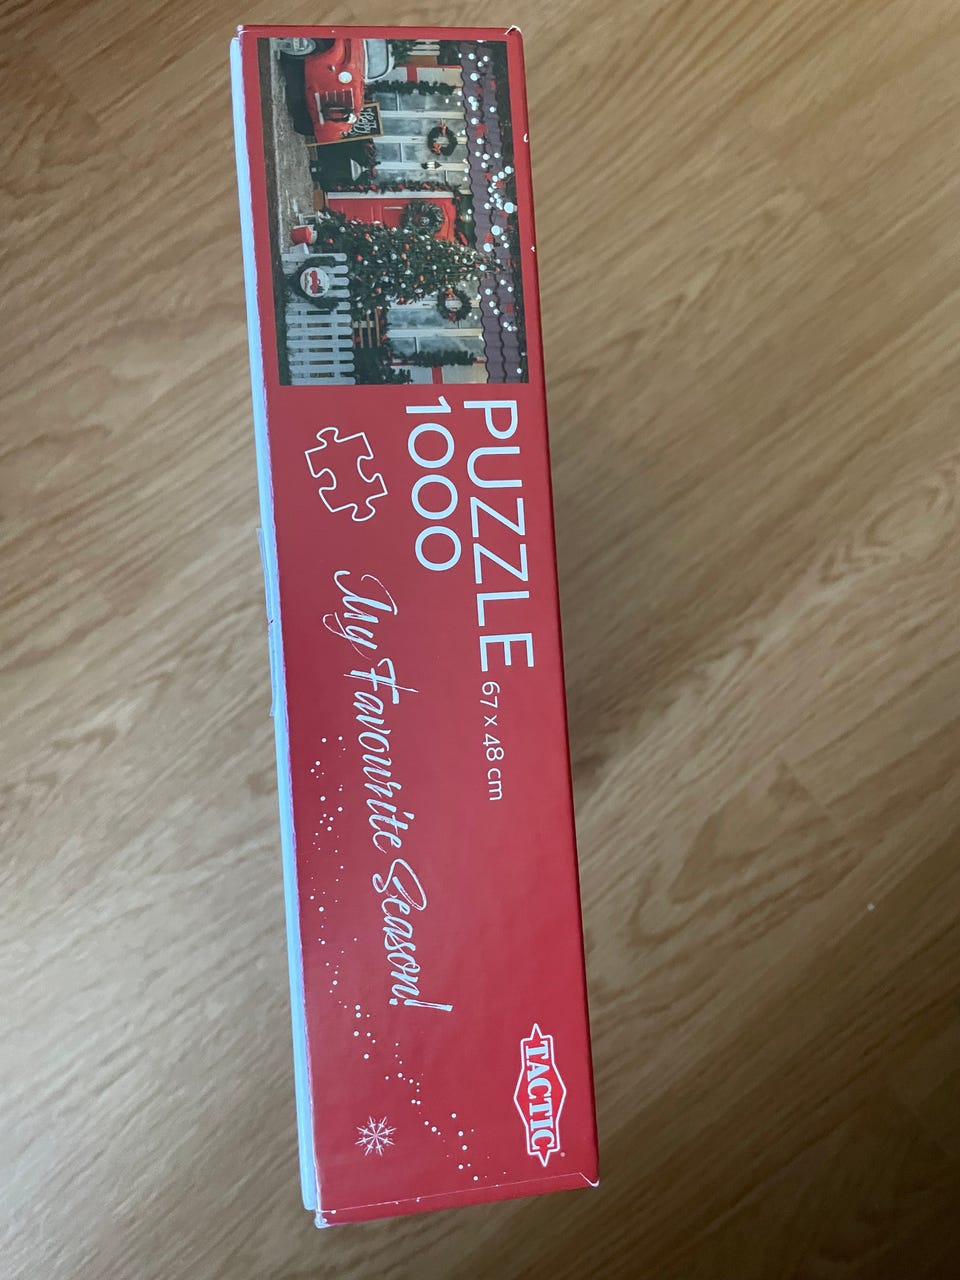 PUZZLE 67 x 48 cm
1000
My Favourite Season!
TACTIC